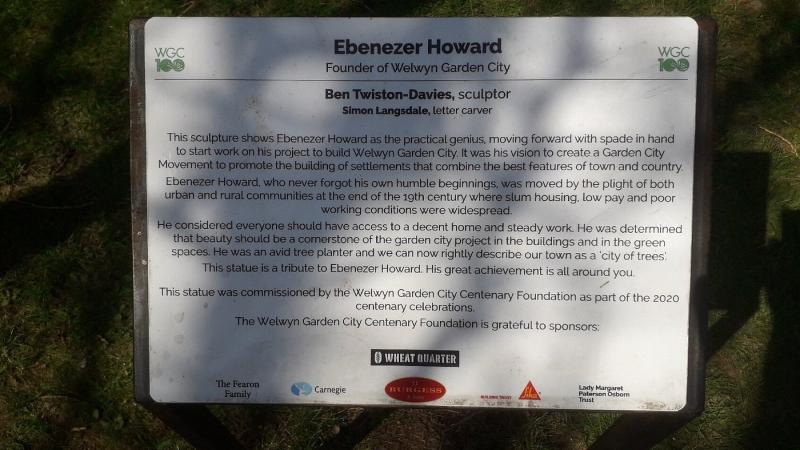 WGC
100
WGC
100
Ebenezer Howard
Founder of Welwyn Garden City
Ben Twiston-Davies, sculptor
Simon Langsdale, letter carver
This sculpture shows Ebenezer Howard as the practical genius, moving forward with spade in hand
to start work on his project to build Welwyn Garden City. It was his vision to create a Garden City
Movement to promote the building of settlements that combine the best features of town and country.
Ebenezer Howard, who never forgot his own humble beginnings, was moved by the plight of both
urban and rural communities at the end of the 19th century where slum housing, low pay and poor
working conditions were widespread.
He considered everyone should have access to a decent home and steady work. He was determined
that beauty should be a cornerstone of the garden city project in the buildings and in the green
spaces. He was an avid tree planter and we can now rightly describe our town as a 'city of trees'.
This statue is a tribute to Ebenezer Howard. His great achievement is all around you.
This statue was commissioned by the Welwyn Garden City Centenary Foundation as part of the 2020
centenary celebrations.
The Welwyn Garden City Centenary Foundation is grateful to sponsors:
WHEAT QUARTER
The Fearon
Family
Carnegie
BURGESS
Sika
Lady Margaret
Paterson Osborn
Trust